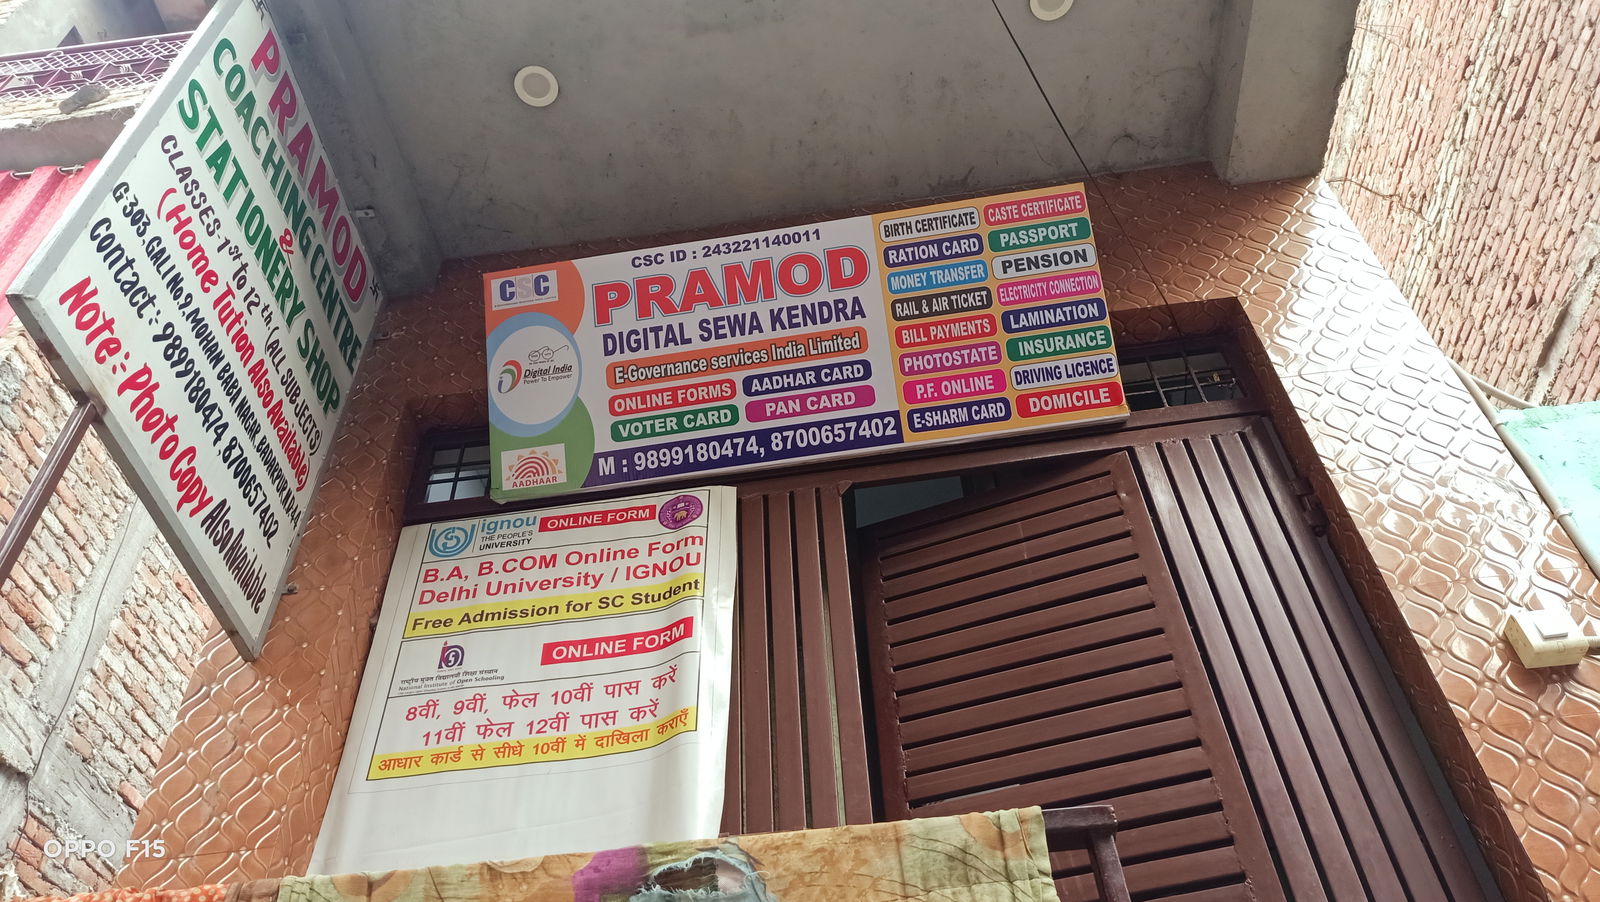 PRAMOD
COACHING CENTRE
&
STATIONERY SHOP
CLASSES:- 1st to 12th (ALL SUBJECTS)
(Home Tution Also Available)
G-303, GALI No.9, MOHAN BABA NAGAR, BADARPUR, N.D-44
Contact:- 9899180474, 8700657402
Note:- Photo Copy Also Available
CSC ID : 243221140011
CSC
PRAMOD
DIGITAL SEWA KENDRA
E-Governance services India Limited
Digital India
Power To Empower
ONLINE FORMS AADHAR CARD
VOTER CARD PAN CARD
AADHAAR
M : 9899180474, 8700657402
BIRTH CERTIFICATE CASTE CERTIFICATE
RATION CARD PASSPORT
MONEY TRANSFER PENSION
RAIL & AIR TICKET ELECTRICITY CONNECTION
BILL PAYMENTS LAMINATION
PHOTOSTATE INSURANCE
P.F. ONLINE DRIVING LICENCE
E-SHARM CARD DOMICILE
ignou ONLINE FORM
THE PEOPLE'S
UNIVERSITY
B.A, B.COM Online Form
Delhi University / IGNOU
Free Admission for SC Student
ONLINE FORM
राष्ट्रीय मुक्त विद्यालयी शिक्षा संस्थान
National Institute of Open Schooling
8वीं, 9वीं, फेल 10वीं पास करें
11वीं फेल 12वीं पास करें
आधार कार्ड से सीधे 10वीं में दाखिला कराएँ
OPPO F15